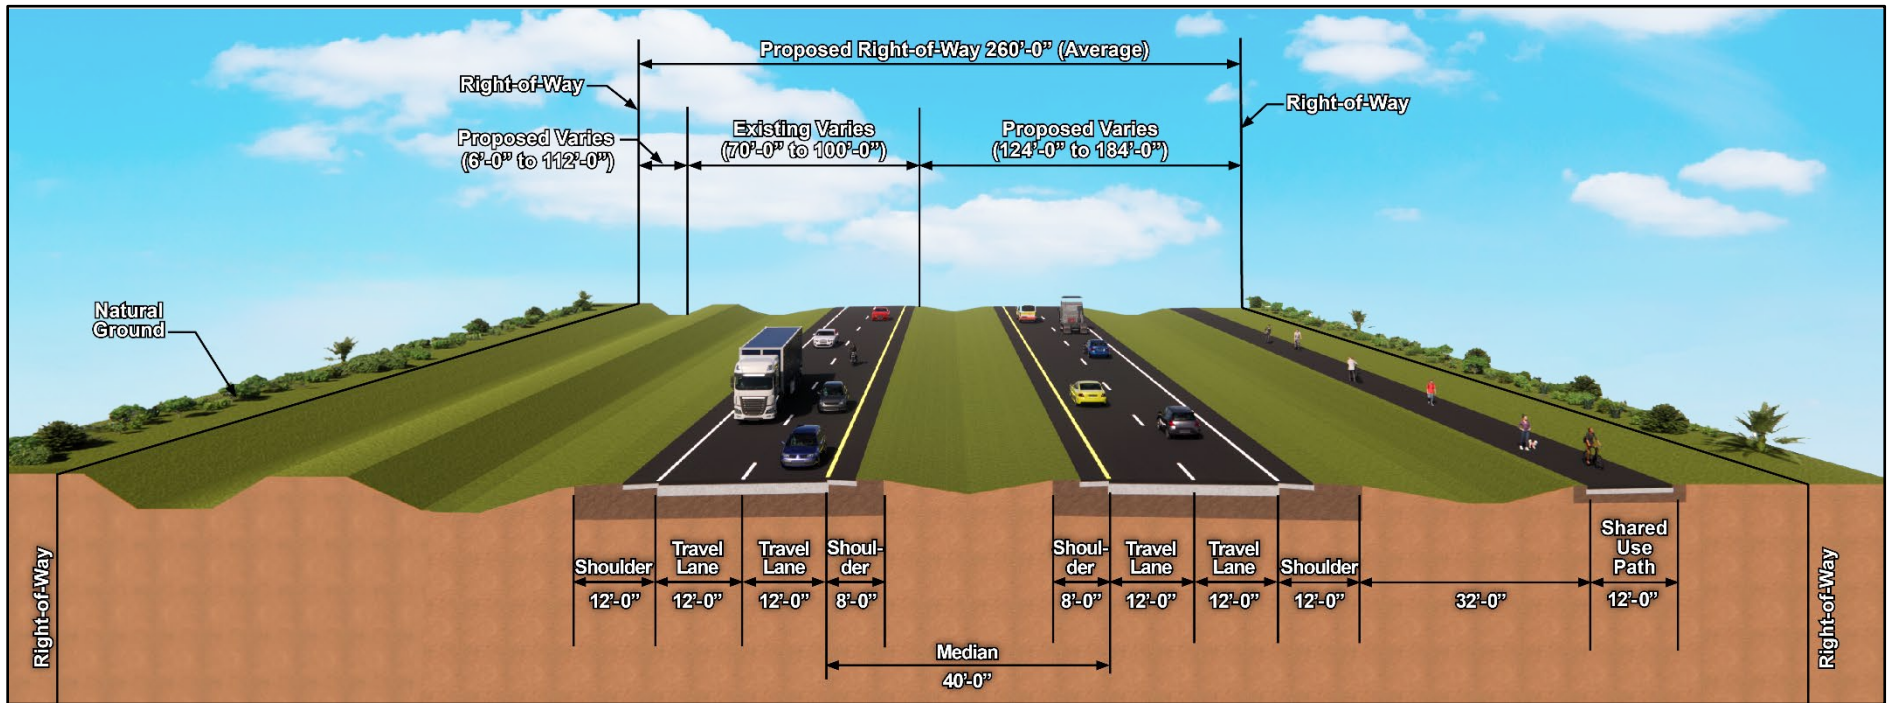 Proposed Right-of-Way 260’-0” (Average)
Right-of-Way
Right-of-Way
Proposed Varies
(6’-0” to 112’-0”)
Existing Varies
(70’-0” to 100’-0”)
Proposed Varies
(124’-0” to 184’-0”)
Natural
Ground
Right-of-Way
Shoulder
12’-0”
Travel
Lane
12’-0”
Travel
Lane
12’-0”
Shoul-
der
8’-0”
Shoul-
der
8’-0”
Travel
Lane
12’-0”
Travel
Lane
12’-0”
Shoulder
12’-0”
32’-0”
Shared
Use
Path
12’-0”
Right-of-Way
Median
40’-0”